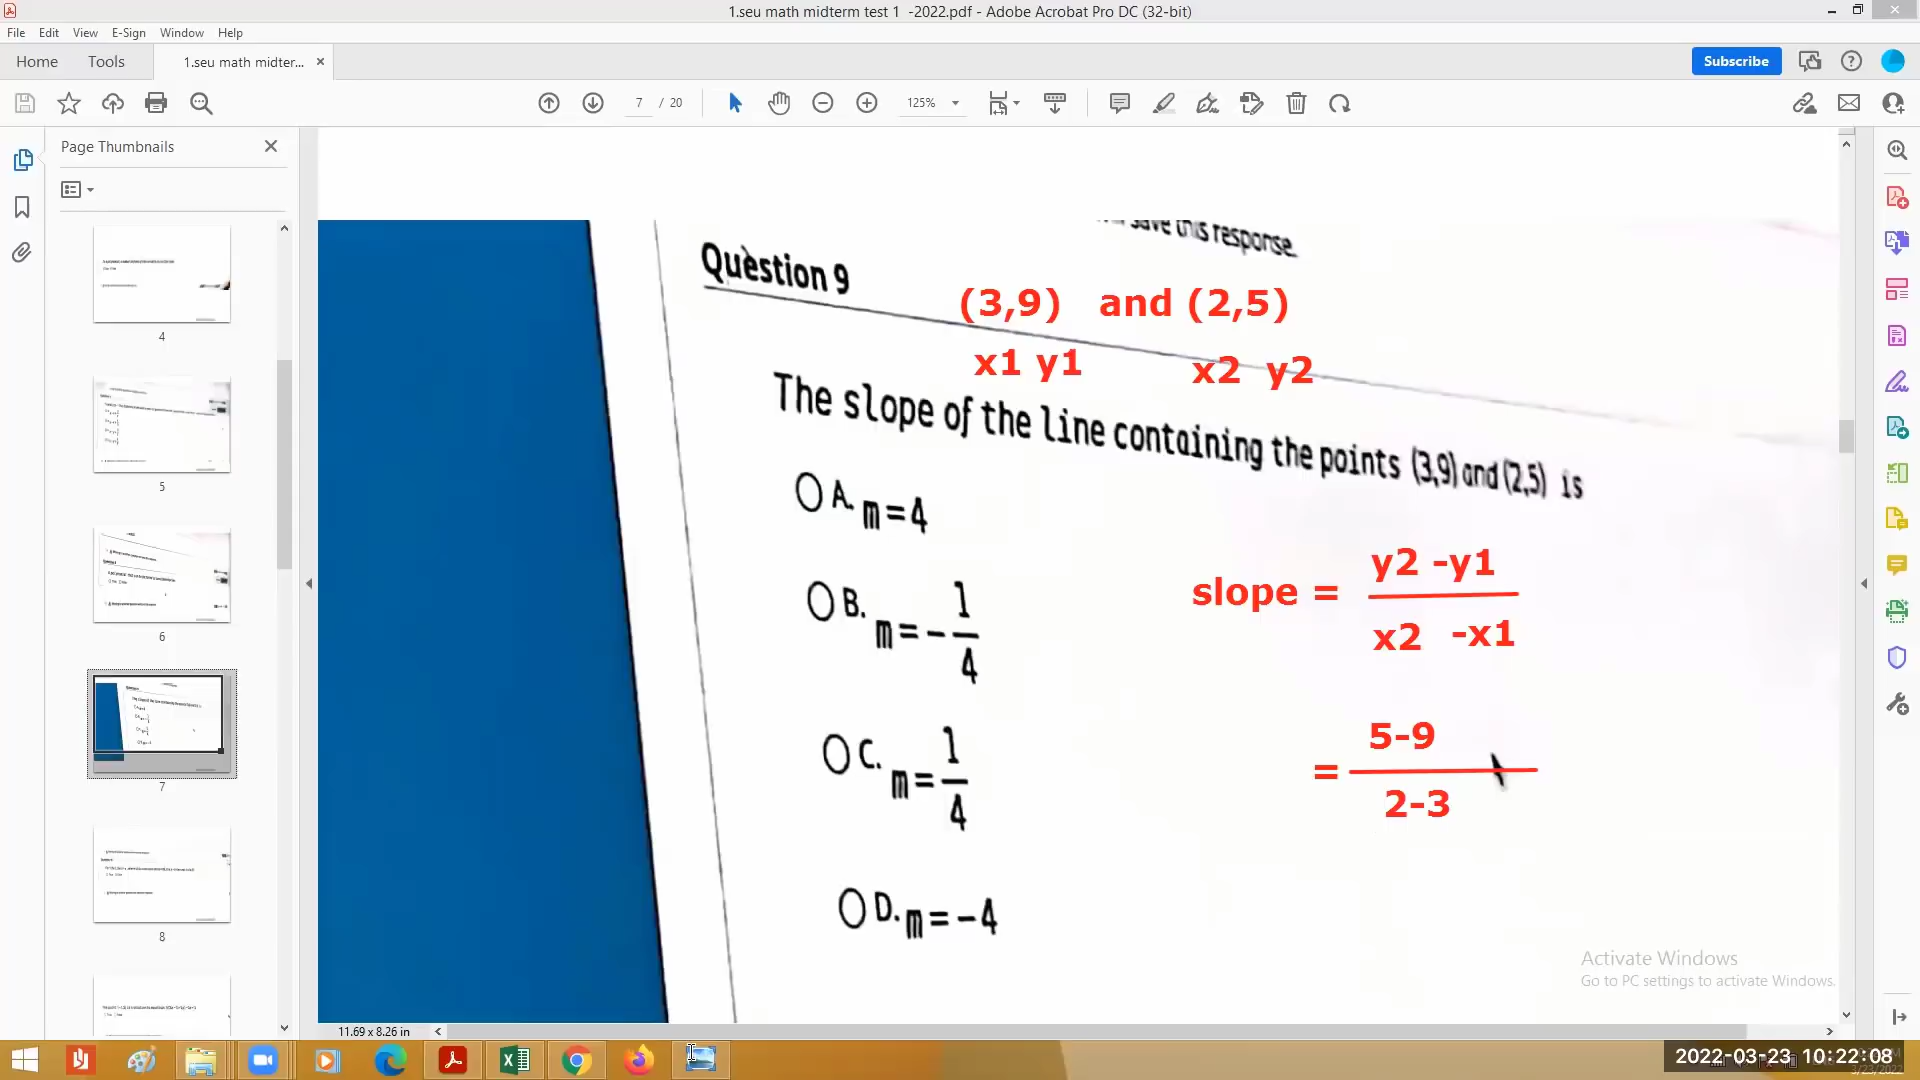 1.seu math midterm test 1 -2022.pdf - Adobe Acrobat Pro DC (32-bit)
File Edit View E-Sign Window Help
Home Tools 1.seu math midter... ×
Subscribe
7 / 20
125%
Page Thumbnails
4
5
6
7
8
save this response.
Question 9
(3,9) and (2,5)
x1 y1 x2 y2
The slope of the line containing the points (3,9) and (2,5) is
A. m=4
B. m=-1/4
C. m=1/4
D. m=-4
slope = y2 -y1
x2 -x1
= 5-9
2-3
Activate Windows
Go to PC settings to activate Windows.
11.69 x 8.26 in
2022-03-23 10:22:08